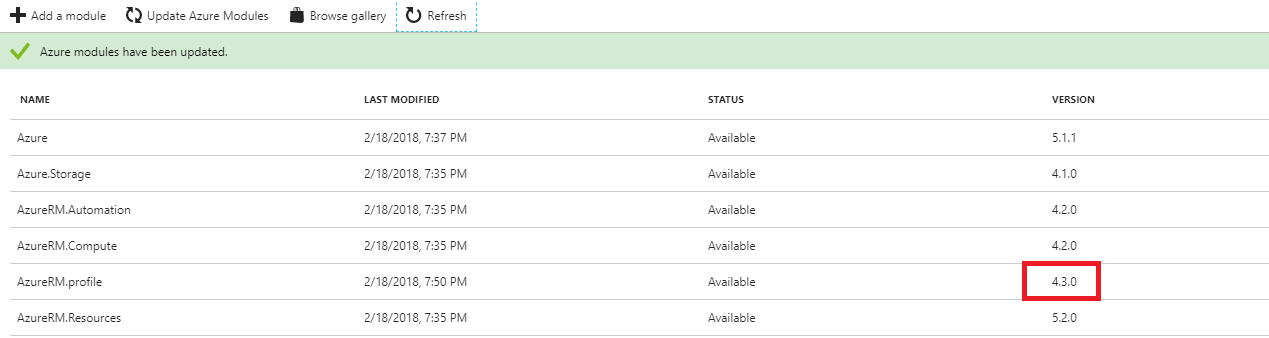 Add a module Update Azure Modules Browse gallery Refresh
Azure modules have been updated.
NAME LAST MODIFIED STATUS VERSION
Azure 2/18/2018, 7:37 PM Available 5.1.1
Azure.Storage 2/18/2018, 7:35 PM Available 4.1.0
AzureRM.Automation 2/18/2018, 7:35 PM Available 4.2.0
AzureRM.Compute 2/18/2018, 7:35 PM Available 4.2.0
AzureRM.profile 2/18/2018, 7:50 PM Available 4.3.0
AzureRM.Resources 2/18/2018, 7:35 PM Available 5.2.0